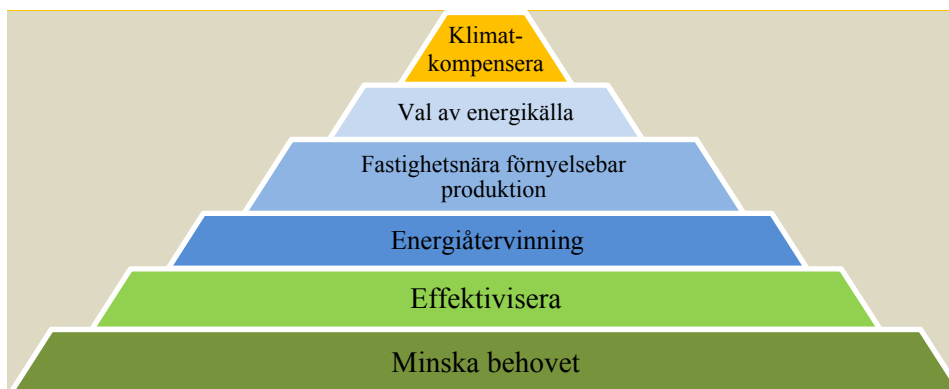 Klimat-
kompensera
Val av energikälla
Fastighetsnära förnyelsebar
produktion
Energiåtervinning
Effektivisera
Minska behovet